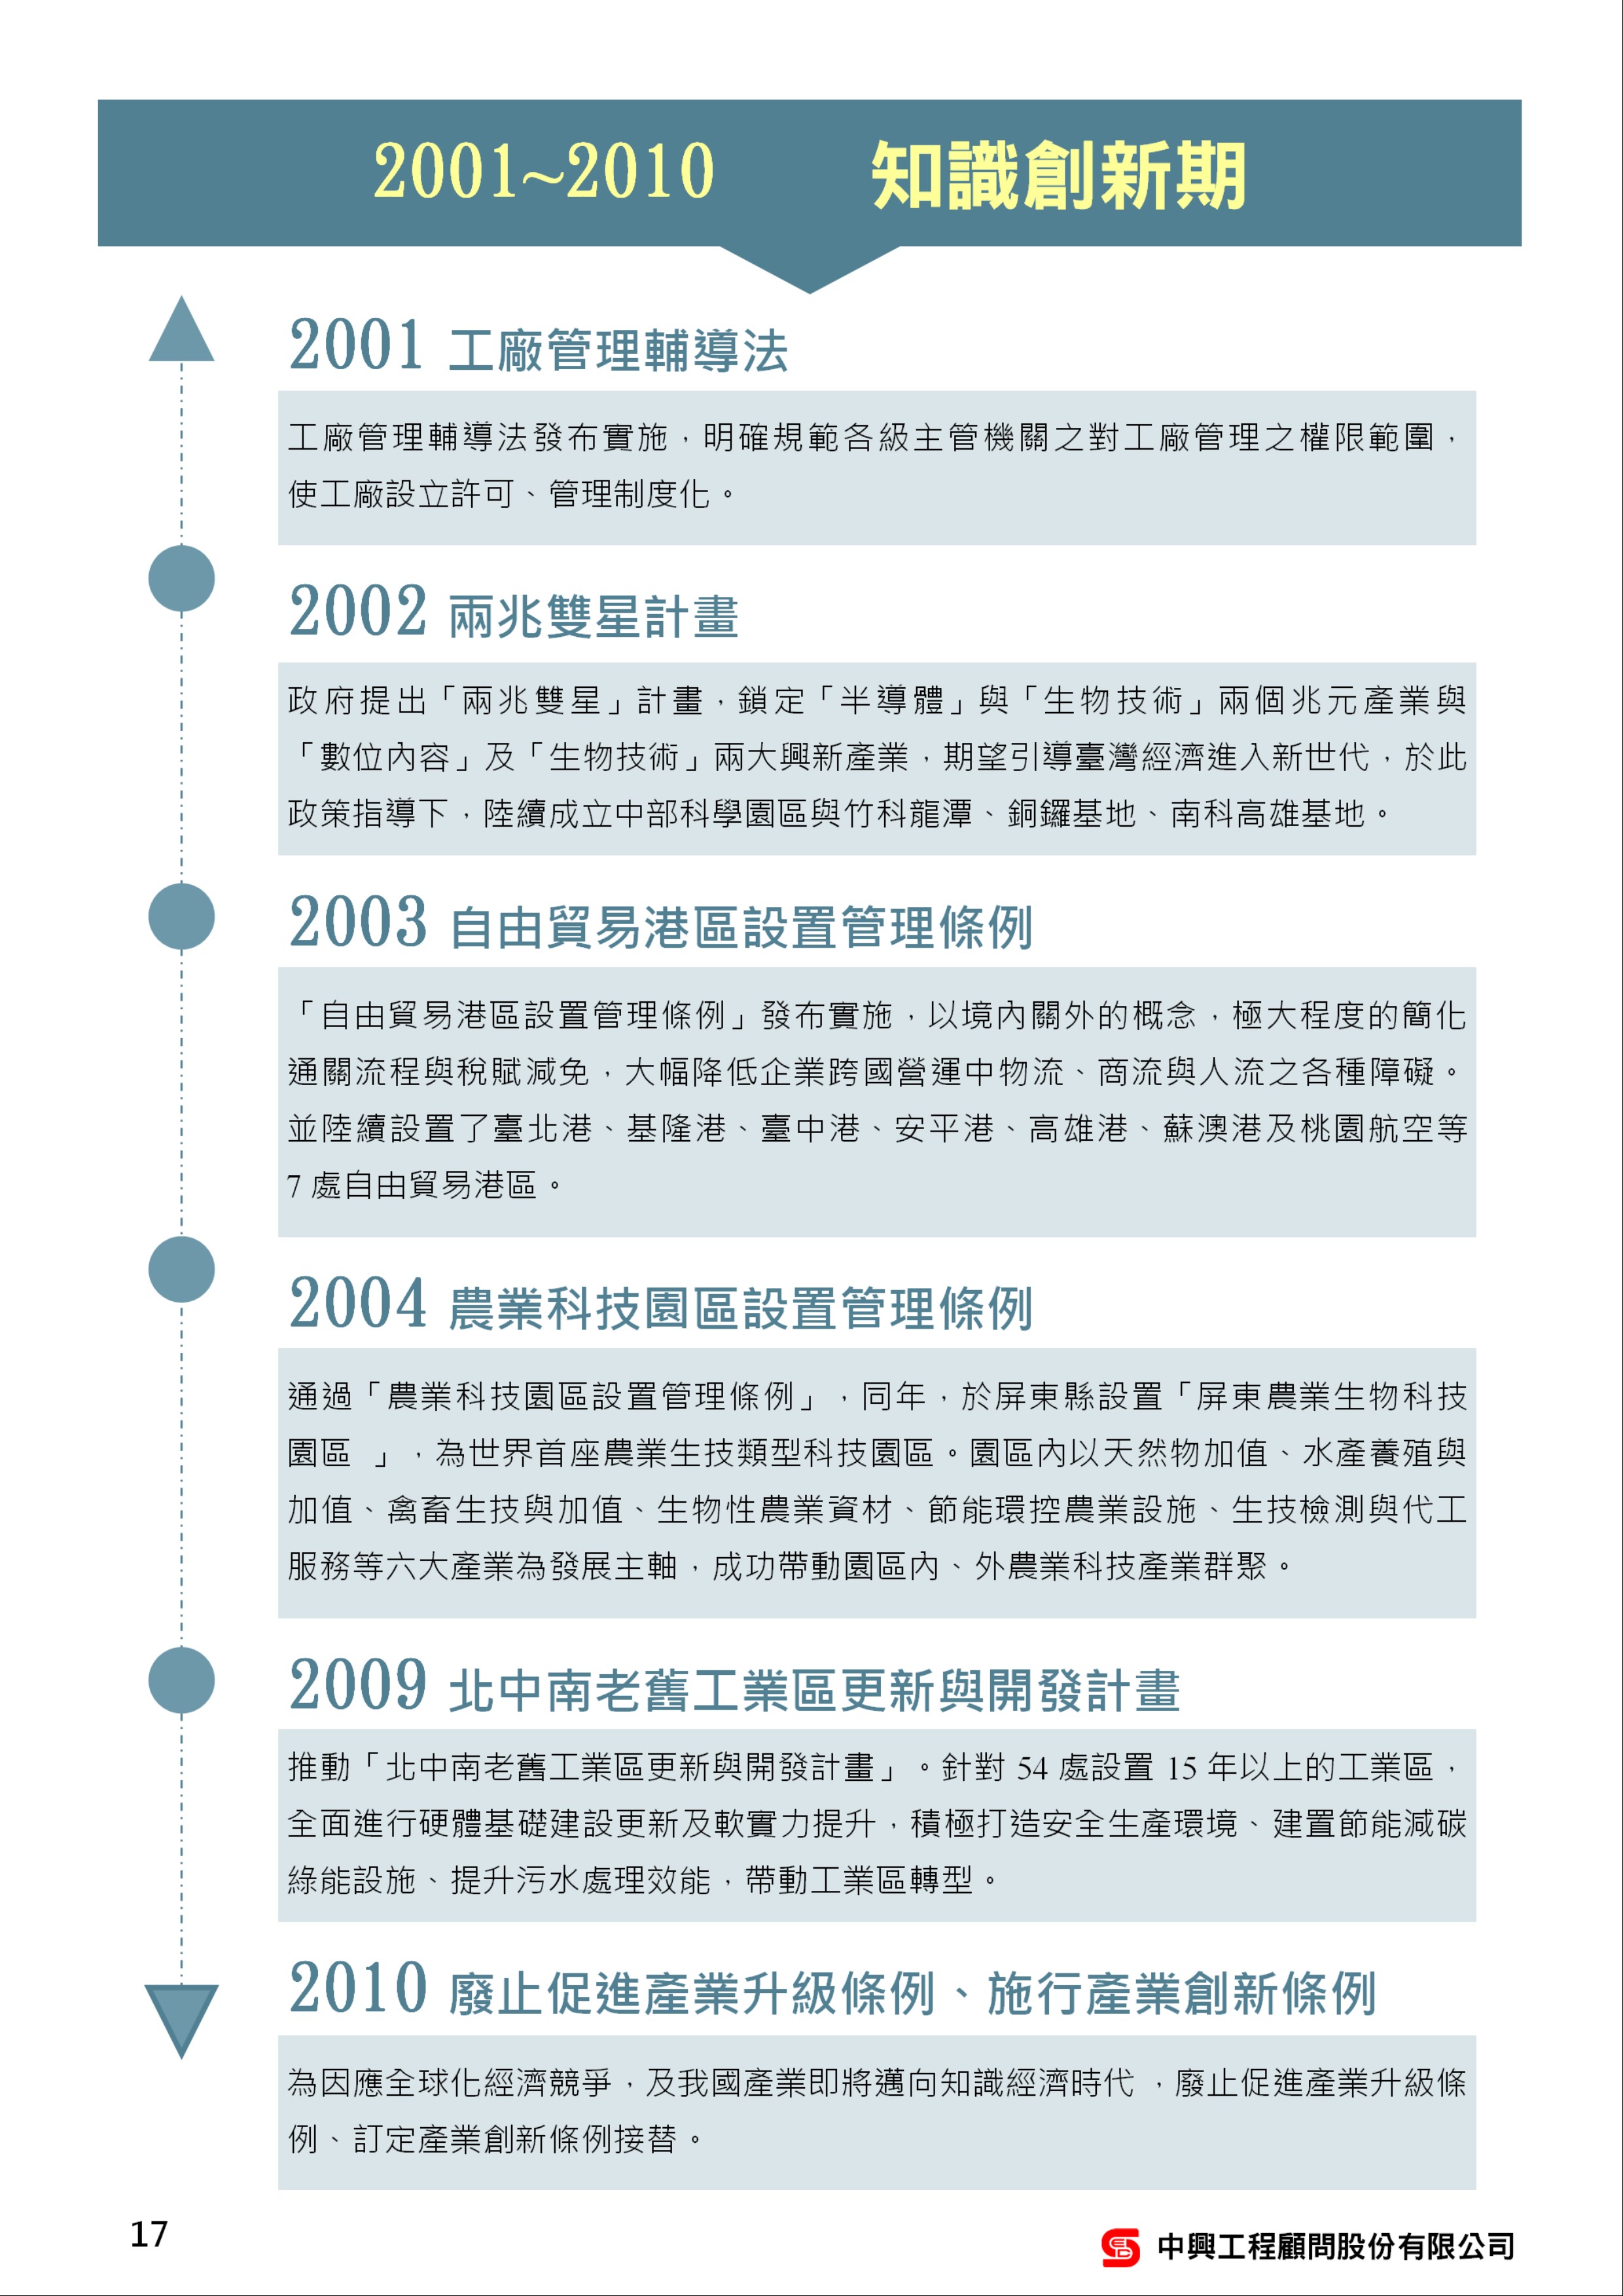 2001~2010 知識創新期
2001 工廠管理輔導法
工廠管理輔導法發布實施，明確規範各級主管機關之對工廠管理之權限範圍，
使工廠設立許可、管理制度化。
2002 兩兆雙星計畫
政府提出「兩兆雙星」計畫，鎖定「半導體」與「生物技術」兩個兆元產業與
「數位內容」及「生物技術」兩大興新產業，期望引導臺灣經濟進入新世代，於此
政策指導下，陸續成立中部科學園區與竹科龍潭、銅鑼基地、南科高雄基地。
2003 自由貿易港區設置管理條例
「自由貿易港區設置管理條例」發布實施，以境內關外的概念，極大程度的簡化
通關流程與稅賦減免，大幅降低企業跨國營運中物流、商流與人流之各種障礙。
並陸續設置了臺北港、基隆港、臺中港、安平港、高雄港、蘇澳港及桃園航空等
7 處自由貿易港區。
2004 農業科技園區設置管理條例
通過「農業科技園區設置管理條例」，同年，於屏東縣設置「屏東農業生物科技
園區 」，為世界首座農業生技類型科技園區。園區內以天然物加值、水產養殖與
加值、禽畜生技與加值、生物性農業資材、節能環控農業設施、生技檢測與代工
服務等六大產業為發展主軸，成功帶動園區內、外農業科技產業群聚。
2009 北中南老舊工業區更新與開發計畫
推動「北中南老舊工業區更新與開發計畫」。針對 54 處設置 15 年以上的工業區，
全面進行硬體基礎建設更新及軟實力提升，積極打造安全生產環境、建置節能減碳
綠能設施、提升污水處理效能，帶動工業區轉型。
2010 廢止促進產業升級條例、施行產業創新條例
為因應全球化經濟競爭，及我國產業即將邁向知識經濟時代 ，廢止促進產業升級條
例、訂定產業創新條例接替。
17
中興工程顧問股份有限公司